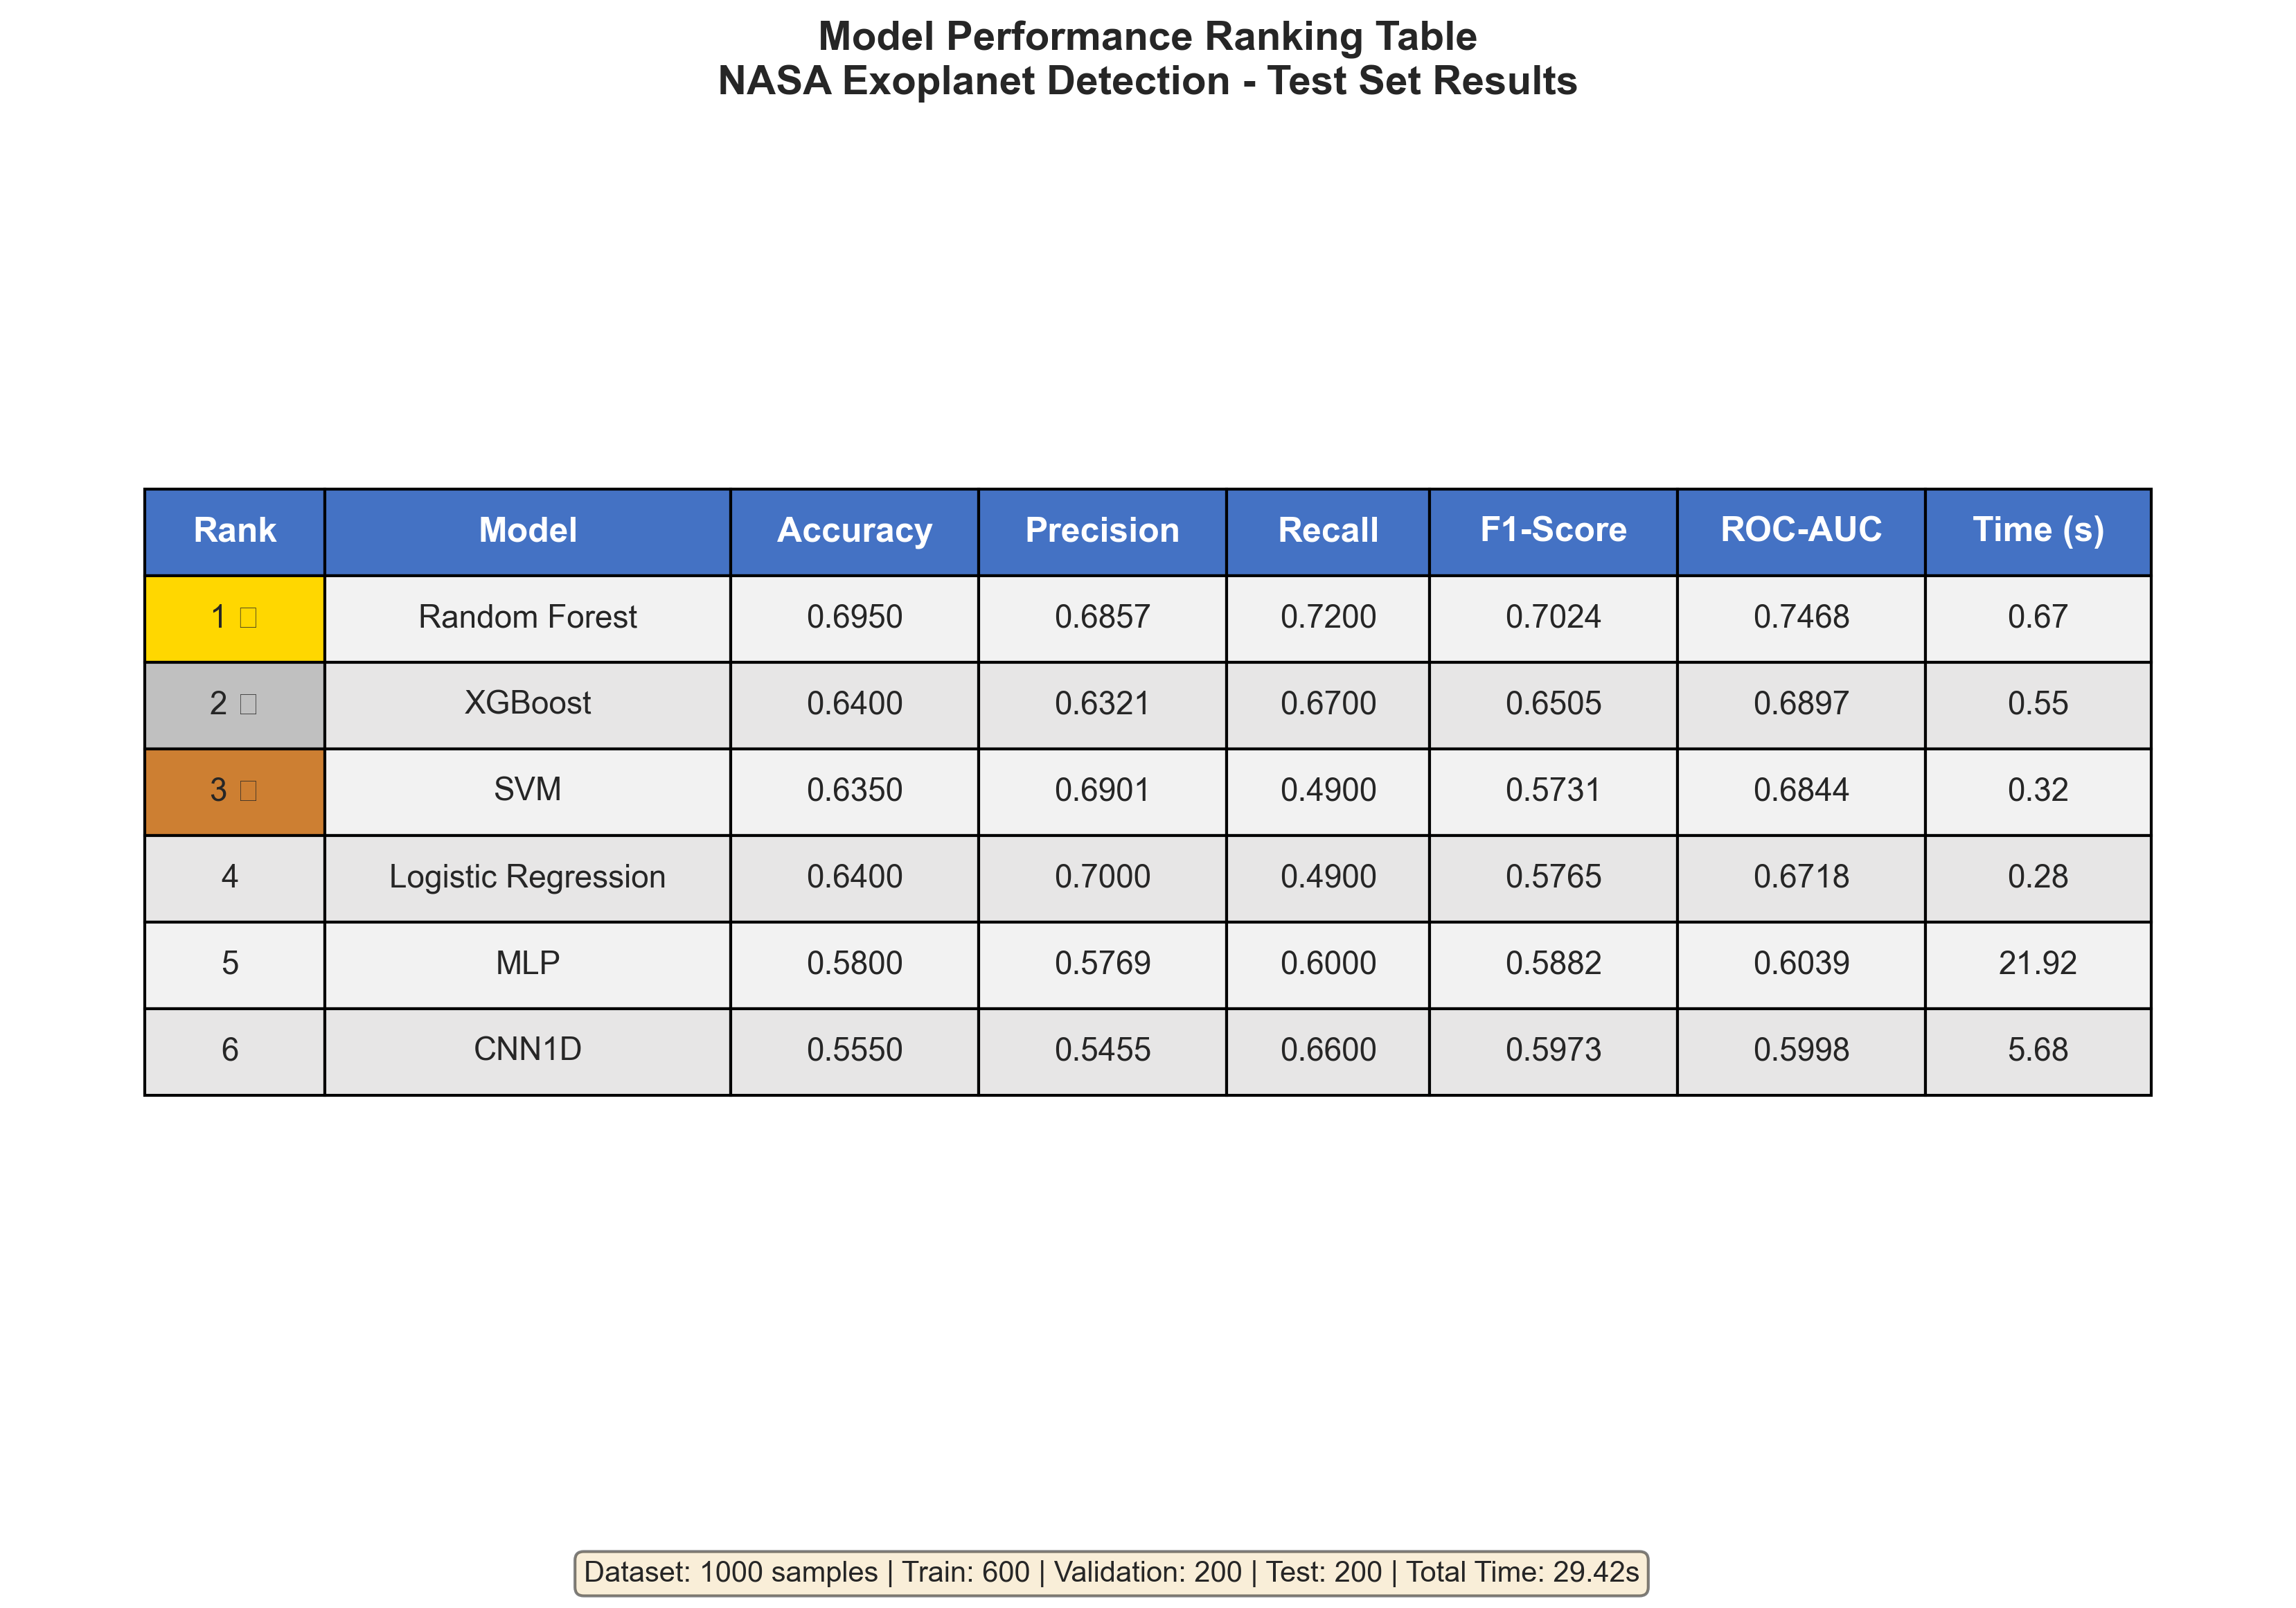 Model Performance Ranking Table
NASA Exoplanet Detection - Test Set Results
Rank Model Accuracy Precision Recall F1-Score ROC-AUC Time (s)
1 Random Forest 0.6950 0.6857 0.7200 0.7024 0.7468 0.67
2 XGBoost 0.6400 0.6321 0.6700 0.6505 0.6897 0.55
3 SVM 0.6350 0.6901 0.4900 0.5731 0.6844 0.32
4 Logistic Regression 0.6400 0.7000 0.4900 0.5765 0.6718 0.28
5 MLP 0.5800 0.5769 0.6000 0.5882 0.6039 21.92
6 CNN1D 0.5550 0.5455 0.6600 0.5973 0.5998 5.68
Dataset: 1000 samples | Train: 600 | Validation: 200 | Test: 200 | Total Time: 29.42s